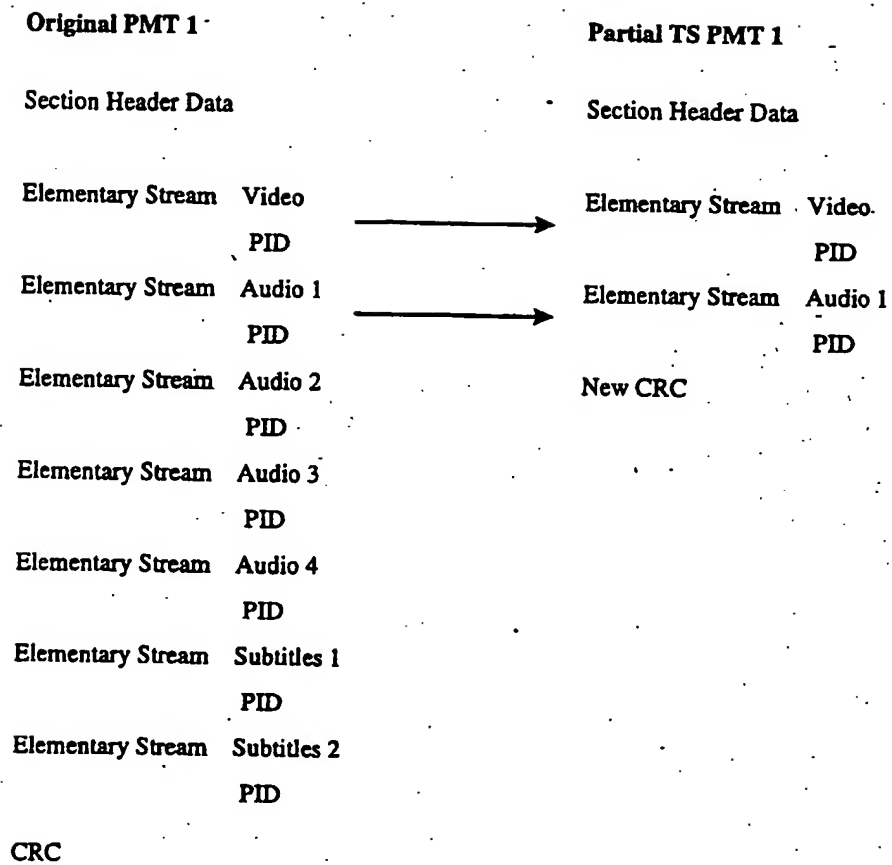 Original PMT 1
Section Header Data
Elementary Stream Video
PID
Elementary Stream Audio 1
PID
Elementary Stream Audio 2
PID
Elementary Stream Audio 3
PID
Elementary Stream Audio 4
PID
Elementary Stream Subtitles 1
PID
Elementary Stream Subtitles 2
PID
CRC
Partial TS PMT 1
Section Header Data
Elementary Stream Video
PID
Elementary Stream Audio 1
PID
New CRC